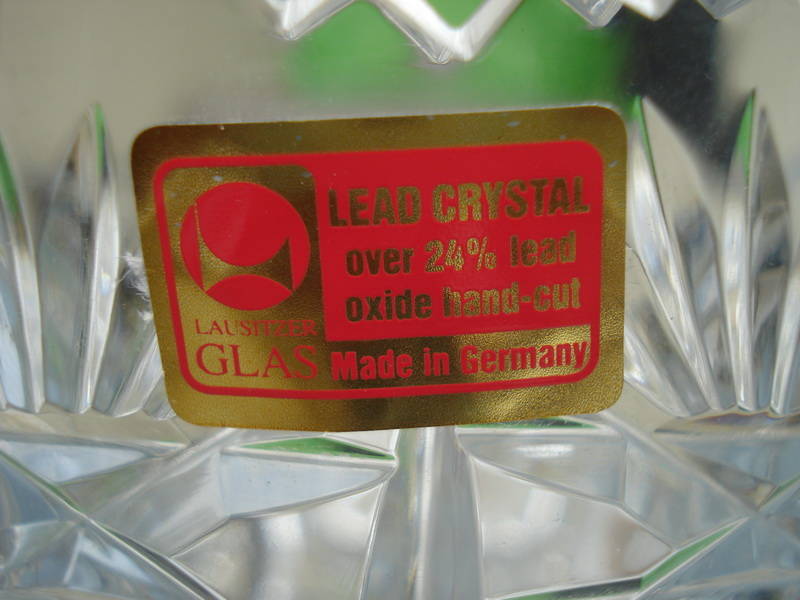 LEAD CRYSTAL
over 24% lead
oxide hand-cut
LAUSITZER
GLAS
Made in Germany